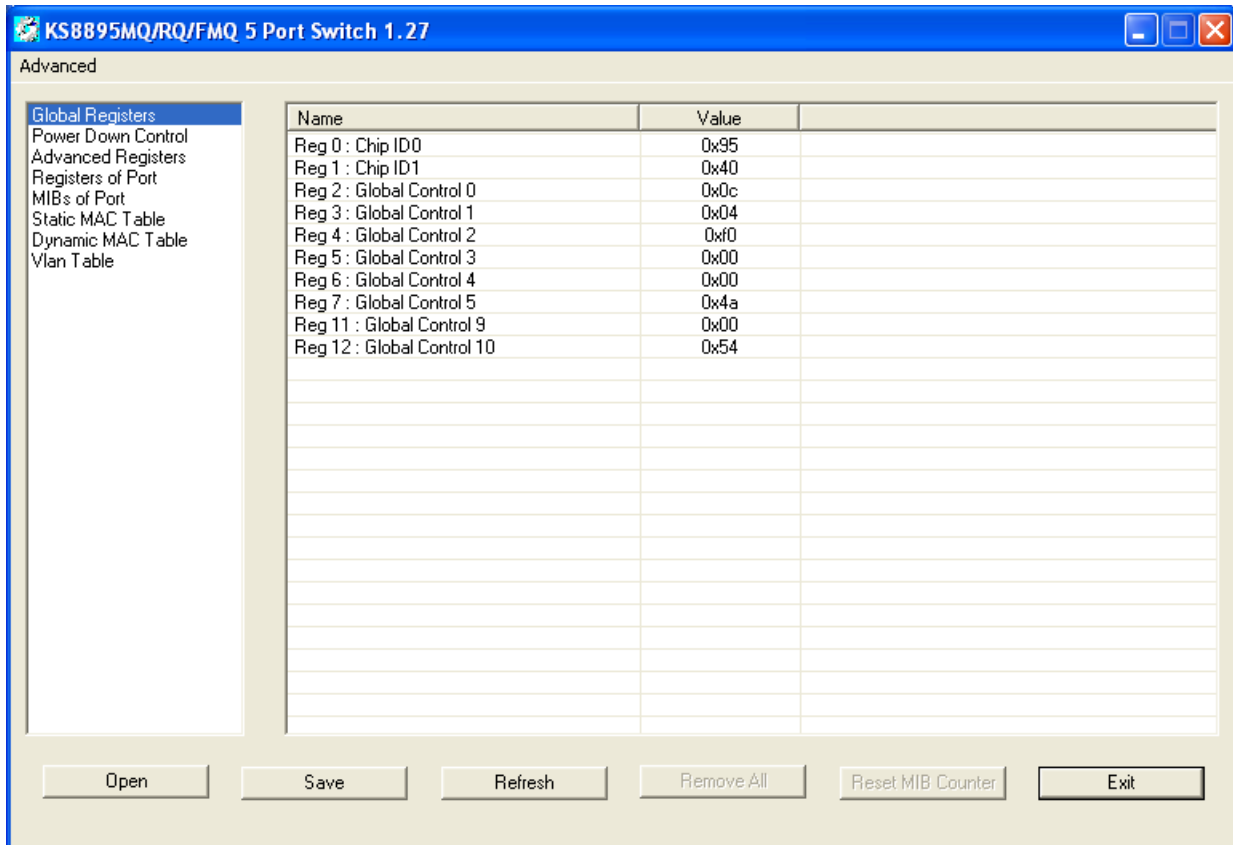 KS8895MQ/RQ/FMQ 5 Port Switch 1.27
Advanced
Global Registers
Power Down Control
Advanced Registers
Registers of Port
MIBs of Port
Static MAC Table
Dynamic MAC Table
Vlan Table
Name Value
Reg 0 : Chip ID0 0x95
Reg 1 : Chip ID1 0x40
Reg 2 : Global Control 0 0x0c
Reg 3 : Global Control 1 0x04
Reg 4 : Global Control 2 0xf0
Reg 5 : Global Control 3 0x00
Reg 6 : Global Control 4 0x00
Reg 7 : Global Control 5 0x4a
Reg 11 : Global Control 9 0x00
Reg 12 : Global Control 10 0x54
Open Save Refresh Remove All Reset MIB Counter Exit